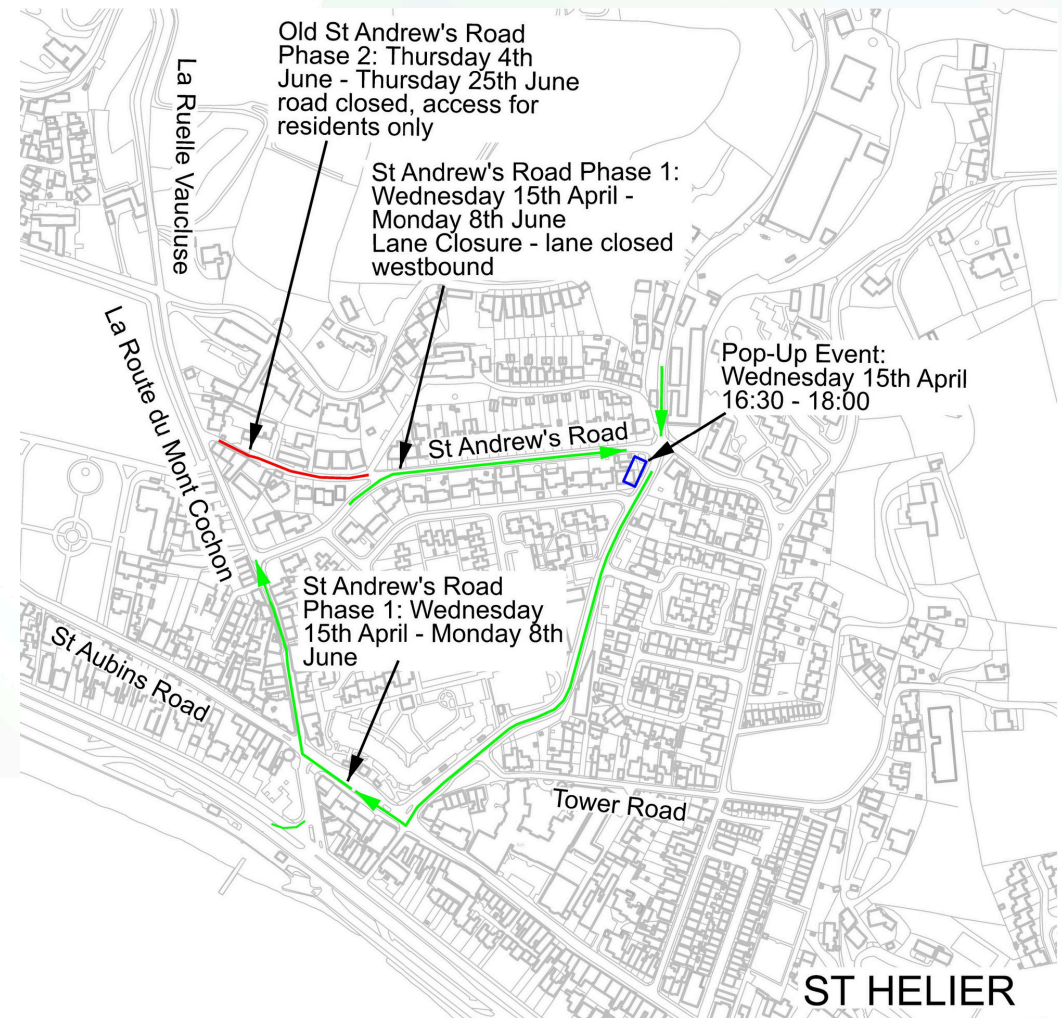 Old St Andrew's Road
Phase 2: Thursday 4th
June - Thursday 25th June
road closed, access for
residents only
La Ruelle Vaucluse
St Andrew's Road Phase 1:
Wednesday 15th April -
Monday 8th June
Lane Closure - lane closed
westbound
La Route du Mont Cochon
Pop-Up Event:
Wednesday 15th April
16:30 - 18:00
St Andrew's Road
St Andrew's Road
Phase 1: Wednesday
15th April - Monday 8th
June
St Aubins Road
Tower Road
ST HELIER